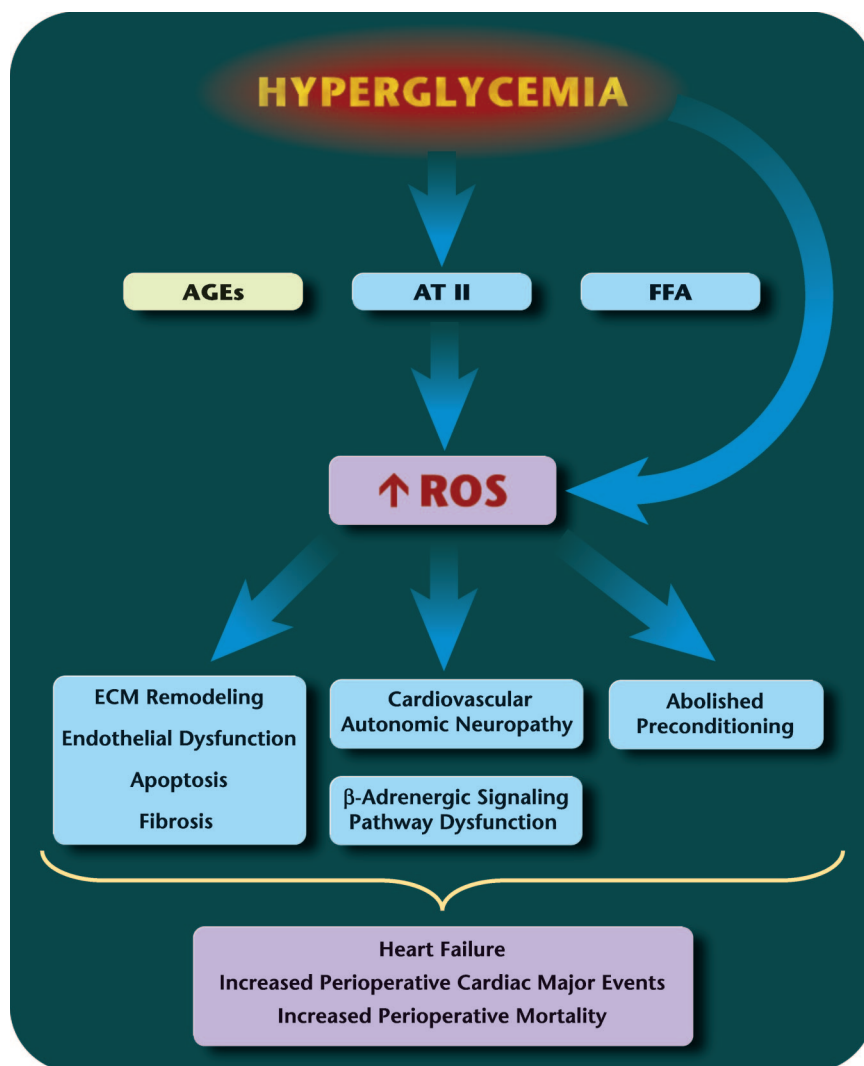 HYPERGLYCEMIA
AGEs
AT II
FFA
↑ ROS
ECM Remodeling
Endothelial Dysfunction
Apoptosis
Fibrosis
Cardiovascular
Autonomic Neuropathy
β-Adrenergic Signaling
Pathway Dysfunction
Abolished
Preconditioning
Heart Failure
Increased Perioperative Cardiac Major Events
Increased Perioperative Mortality